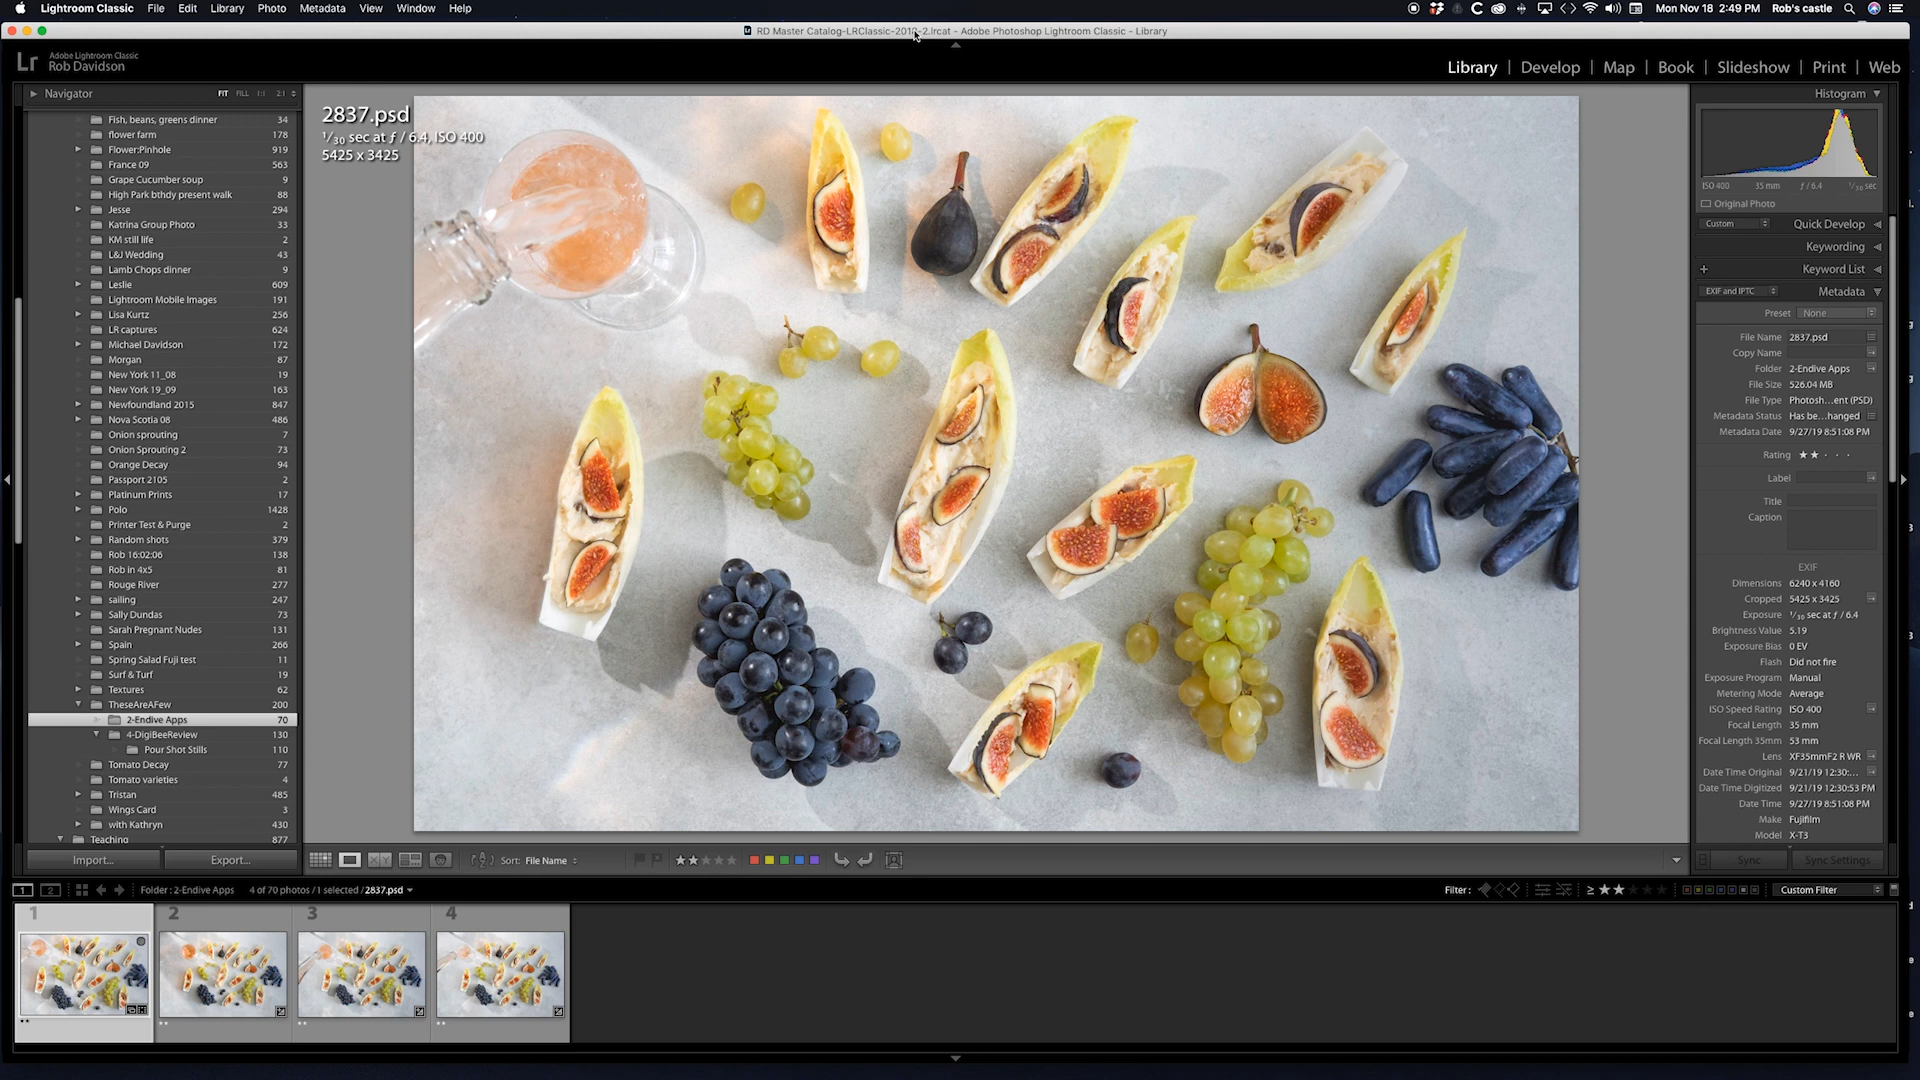 Lightroom Classic File Edit Library Photo Metadata View Window Help
Mon Nov 18 2:49 PM Rob's castle
RD Master Catalog-LRClassic-201 -2.lrcat - Adobe Photoshop Lightroom Classic - Library
Lr Adobe Lightroom Classic
Rob Davidson
Library | Develop | Map | Book | Slideshow | Print | Web
Navigator FIT FILL 1:1 2:1
Fish, beans, greens dinner 34
flower farm 178
Flower:Pinhole 919
France 09 563
Grape Cucumber soup 9
High Park bthdy present walk 88
Jesse 294
Katrina Group Photo 33
KM still life 2
L&J Wedding 43
Lamb Chops dinner 9
Leslie 609
Lightroom Mobile Images 191
Lisa Kurtz 256
LR captures 624
Michael Davidson 172
Morgan 87
New York 11_08 19
New York 19_09 163
Newfoundland 2015 847
Nova Scotia 08 486
Onion sprouting 7
Onion Sprouting 2 73
Orange Decay 94
Passport 2105 2
Platinum Prints 17
Polo 1428
Printer Test & Purge 2
Random shots 379
Rob 16:02:06 138
Rob in 4x5 81
Rouge River 277
sailing 247
Sally Dundas 73
Sarah Pregnant Nudes 131
Spain 266
Spring Salad Fuji test 11
Surf & Turf 19
Textures 62
TheseAreAFew 200
2-Endive Apps 70
4-DigiBeeReview 130
Pour Shot Stills 110
Tomato Decay 77
Tomato varieties 4
Tristan 485
Wings Card 3
with Kathryn 430
Teaching 877
Import... Export...
2837.psd
1/30 sec at ƒ / 6.4, ISO 400
5425 x 3425
Histogram
ISO 400 35 mm ƒ / 6.4 1/30 sec
Original Photo
Custom Quick Develop
Keywording
+ Keyword List
EXIF and IPTC Metadata
Preset None
File Name 2837.psd
Copy Name
Folder 2-Endive Apps
File Size 526.04 MB
File Type Photosh...ent (PSD)
Metadata Status Has be...hanged
Metadata Date 9/27/19 8:51:08 PM
Rating ★★ · · ·
Label
Title
Caption
EXIF
Dimensions 6240 x 4160
Cropped 5425 x 3425
Exposure 1/30 sec at ƒ / 6.4
Brightness Value 5.19
Exposure Bias 0 EV
Flash Did not fire
Exposure Program Manual
Metering Mode Average
ISO Speed Rating ISO 400
Focal Length 35 mm
Focal Length 35mm 53 mm
Lens XF35mmF2 R WR
Date Time Original 9/21/19 12:30:...
Date Time Digitized 9/21/19 12:30:53 PM
Date Time 9/27/19 8:51:08 PM
Make Fujifilm
Model X-T3
Sync Sync Settings
X Y Sort: File Name
1 2 Folder : 2-Endive Apps 4 of 70 photos / 1 selected / 2837.psd
Filter : ≥ ★★ Custom Filter
1 2 3 4